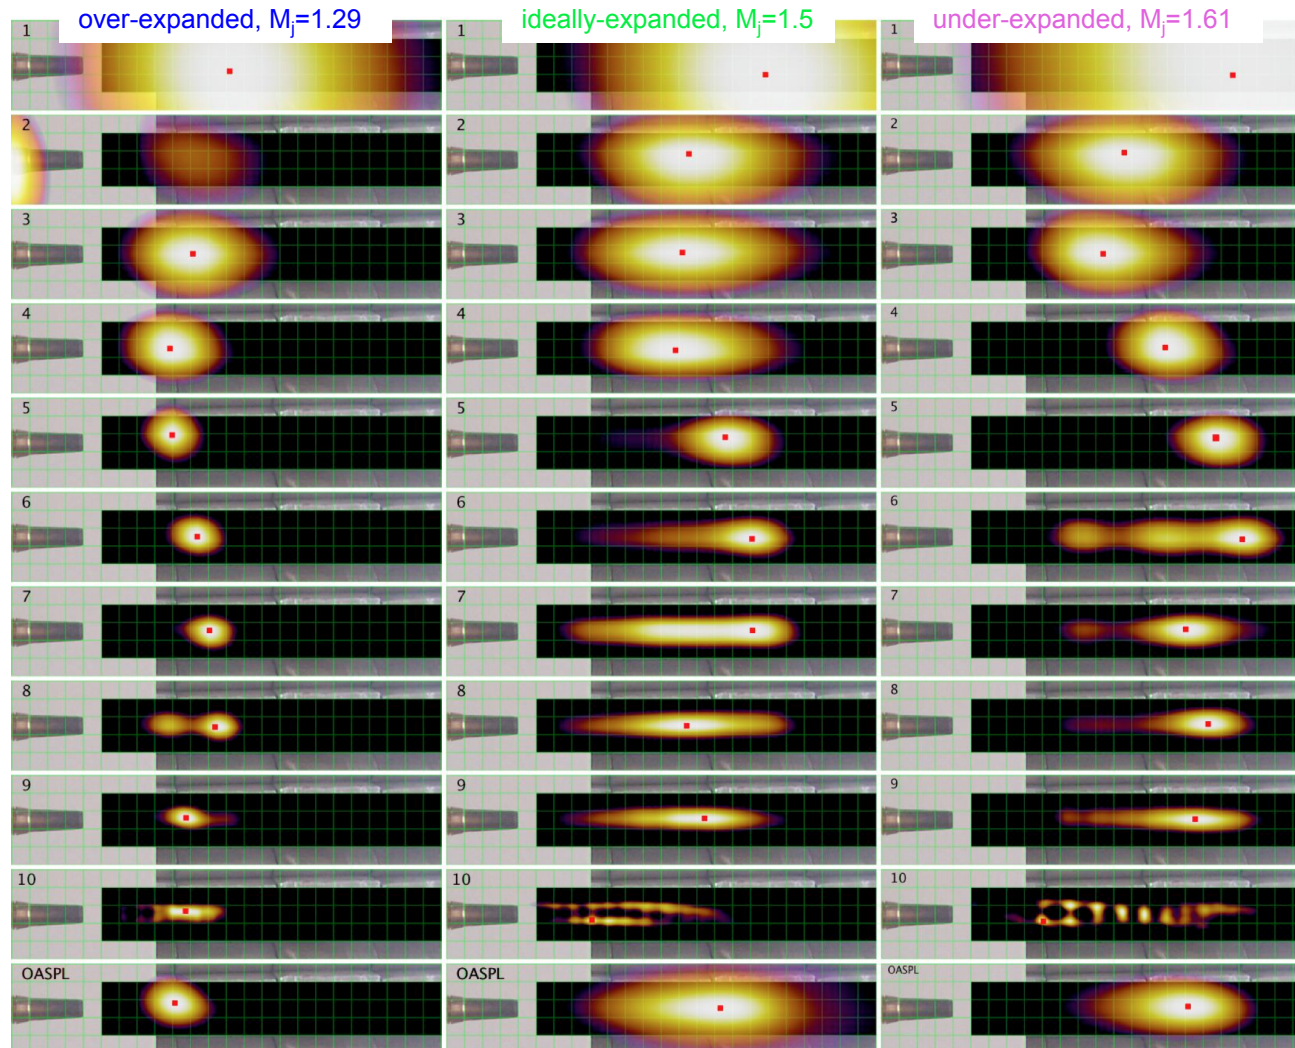 over-expanded, Mj=1.29 ideally-expanded, Mj=1.5 under-expanded, Mj=1.61
1 1 1
2 2 2
3 3 3
4 4 4
5 5 5
6 6 6
7 7 7
8 8 8
9 9 9
10 10 10
OASPL OASPL OASPL